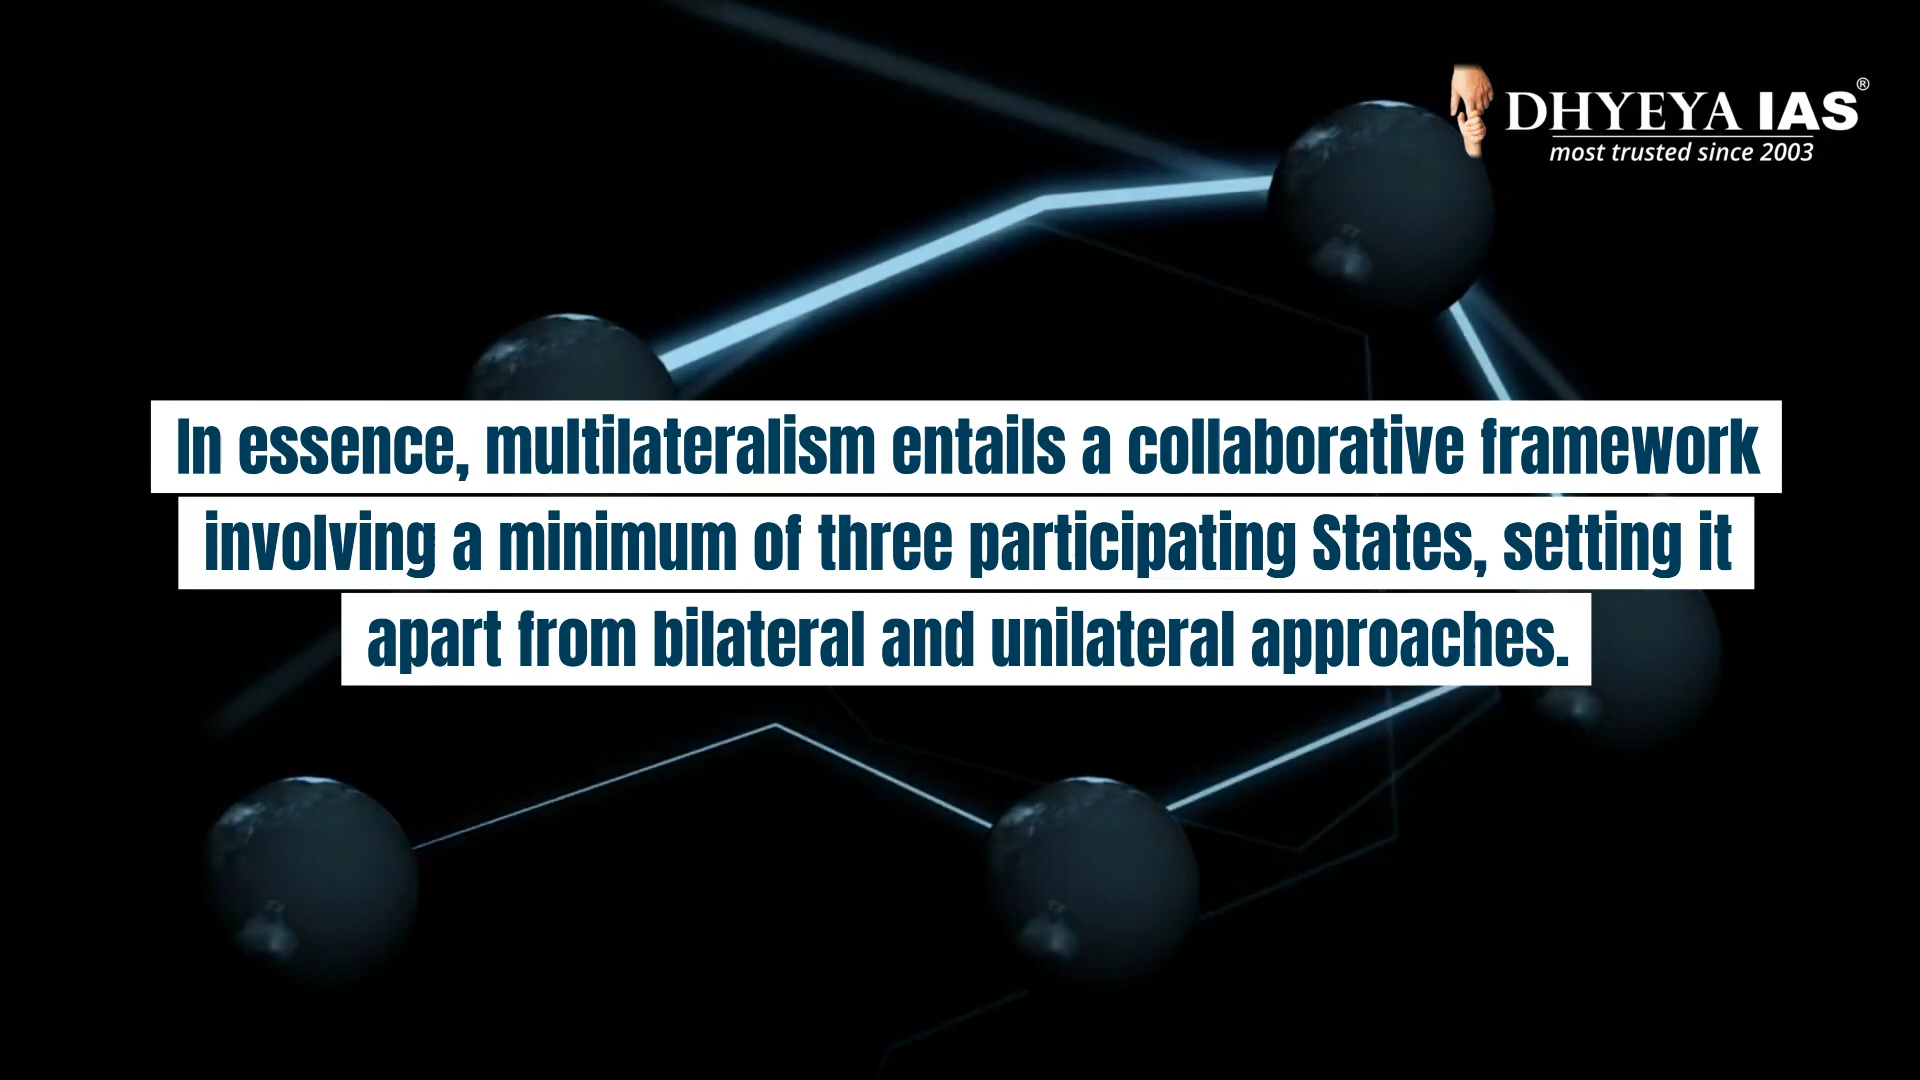 DHYEYA IAS®
most trusted since 2003
In essence, multilateralism entails a collaborative framework
involving a minimum of three participating States, setting it
apart from bilateral and unilateral approaches.